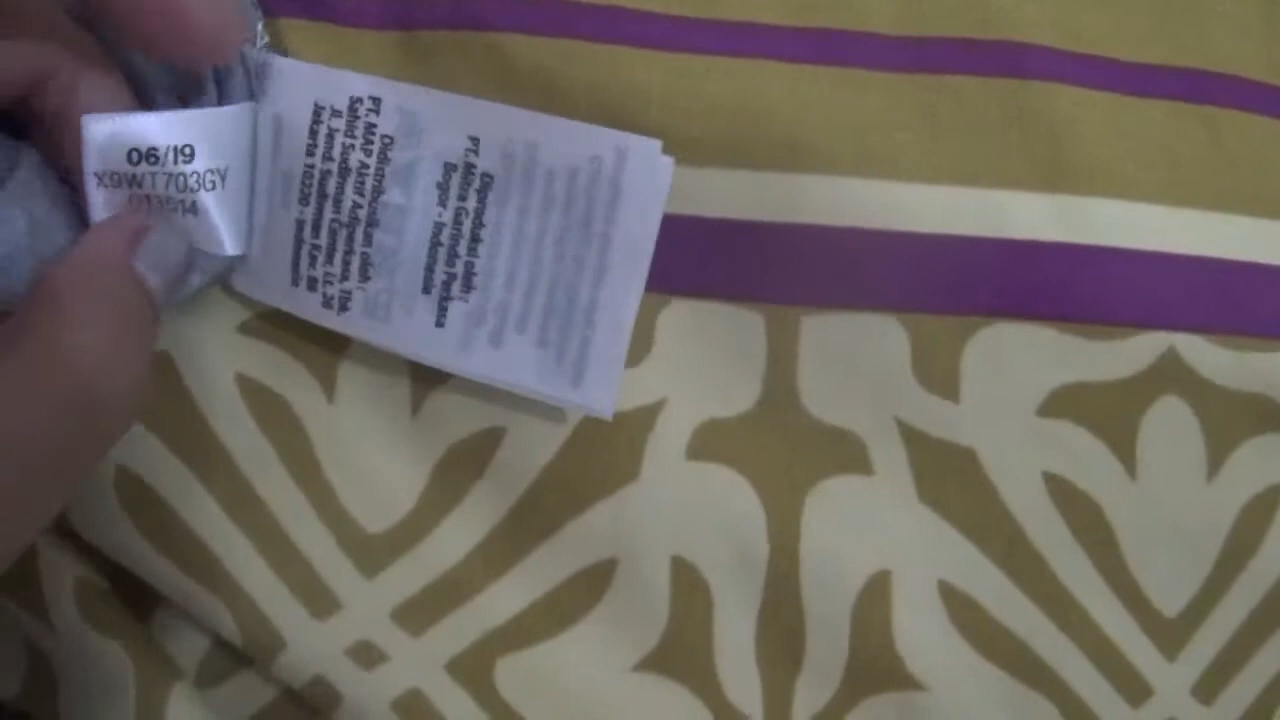 06/19
X9WT703GY
013514
Didistribusikan oleh :
PT. MAP Aktif Adiperkasa, Tbk.
Sahid Sudirman Center, Lt. 26
Jl. Jend. Sudirman Kav. 86
Jakarta 10220 - Indonesia
Diproduksi oleh :
PT. Mitra Garindo Perkasa
Bogor - Indonesia